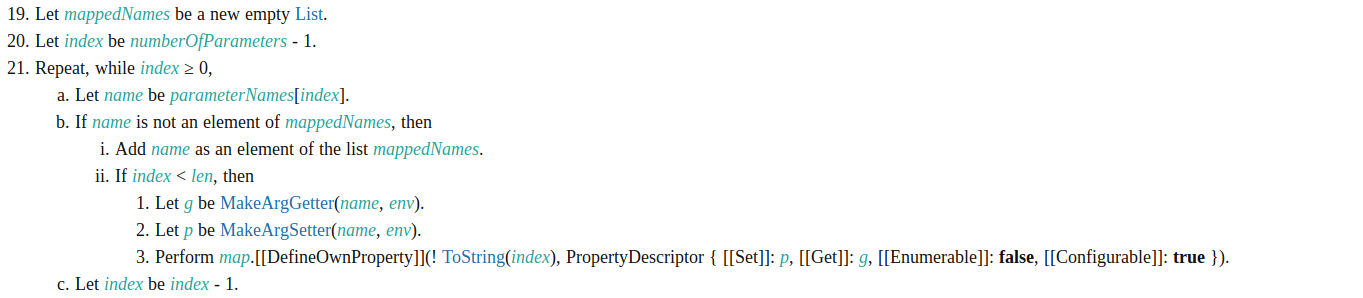 19. Let mappedNames be a new empty List.
20. Let index be numberOfParameters - 1.
21. Repeat, while index ≥ 0,
a. Let name be parameterNames[index].
b. If name is not an element of mappedNames, then
i. Add name as an element of the list mappedNames.
ii. If index < len, then
1. Let g be MakeArgGetter(name, env).
2. Let p be MakeArgSetter(name, env).
3. Perform map.[[DefineOwnProperty]](! ToString(index), PropertyDescriptor { [[Set]]: p, [[Get]]: g, [[Enumerable]]: false, [[Configurable]]: true }).
c. Let index be index - 1.